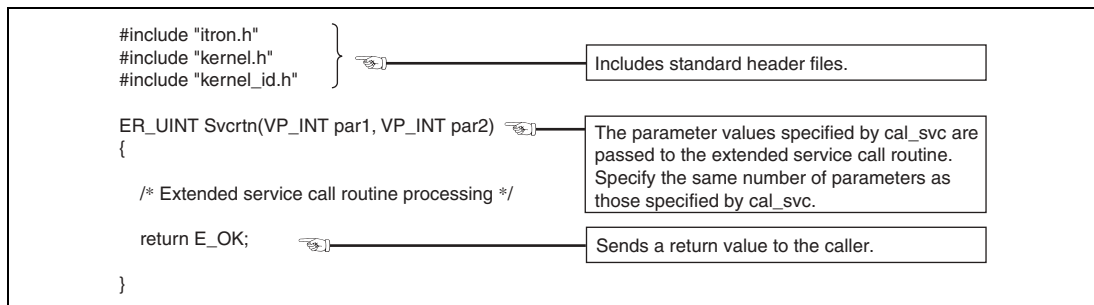 #include "itron.h"
#include "kernel.h"
#include "kernel_id.h"
Includes standard header files.
ER_UINT Svcrtn(VP_INT par1, VP_INT par2)
{
The parameter values specified by cal_svc are
passed to the extended service call routine.
Specify the same number of parameters as
those specified by cal_svc.
/* Extended service call routine processing */
return E_OK;
Sends a return value to the caller.
}